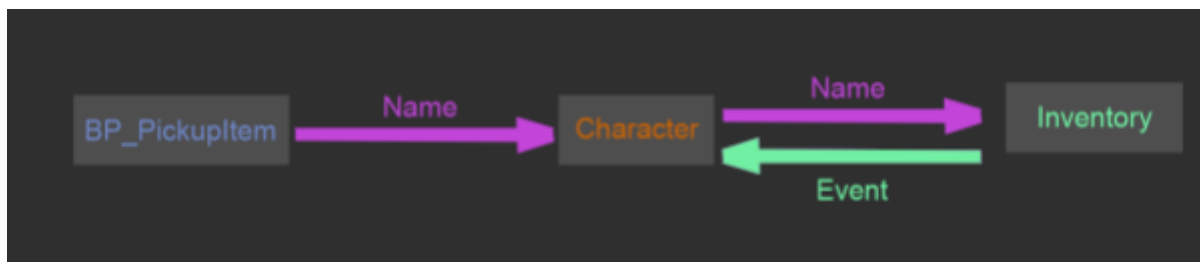 BP_PickupItem
Name
Character
Name
Event
Inventory